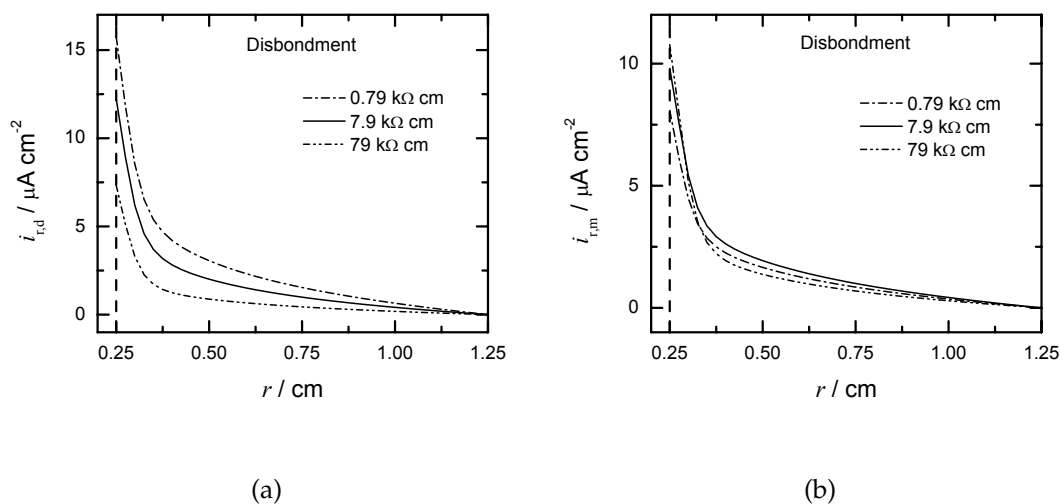 Disbondment
0.79 kΩ cm
7.9 kΩ cm
79 kΩ cm
15
10
5
0
i_{r,d} / μA cm^{-2}
0.25 0.50 0.75 1.00 1.25
r / cm
(a)
Disbondment
0.79 kΩ cm
7.9 kΩ cm
79 kΩ cm
10
5
0
i_{r,m} / μA cm^{-2}
0.25 0.50 0.75 1.00 1.25
r / cm
(b)